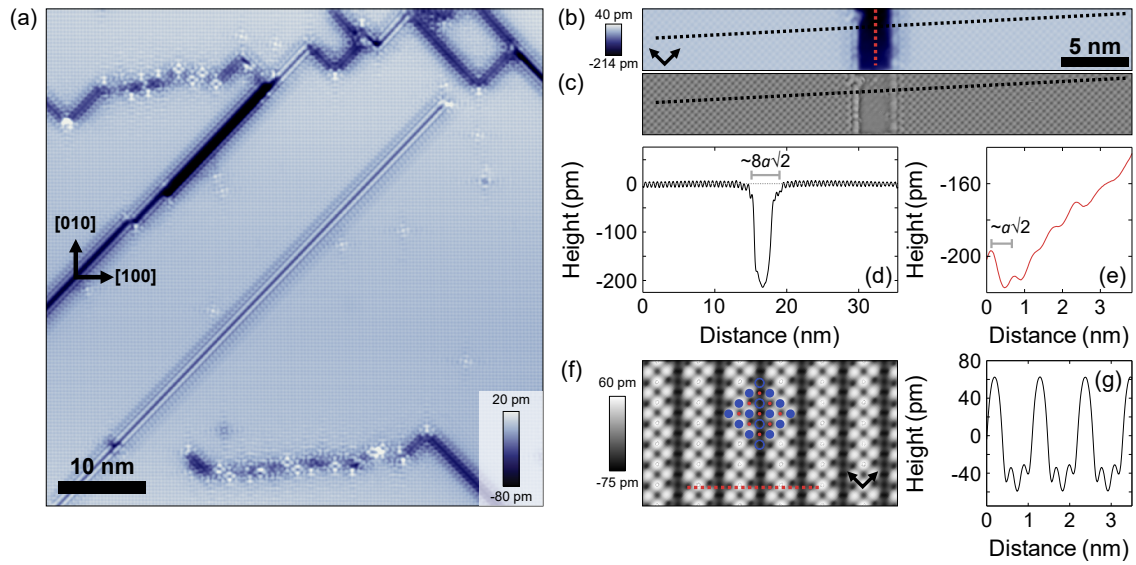 (a)
[010]
[100]
10 nm
20 pm
-80 pm
(b)
40 pm
-214 pm
5 nm
(c)
~8a√2
Height (pm)
0
-100
-200
0 10 20 30
Distance (nm)
(d)
~a√2
Height (pm)
-160
-200
0 1 2 3
Distance (nm)
(e)
(f)
60 pm
-75 pm
(g)
Height (pm)
80
40
0
-40
-80
0 1 2 3
Distance (nm)